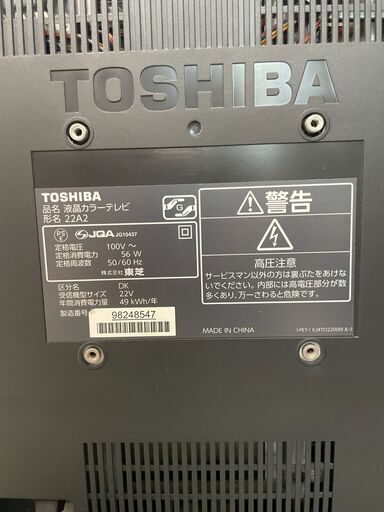 TOSHIBA
TOSHIBA
品名 液晶カラーテレビ
形名 22A2
PS
E
JQA JQ10437
定格電圧 100V ～
定格消費電力 56 W
定格周波数 50/60 Hz
株式会社 東芝
区分名 DK
受信機型サイズ 22V
年間消費電力量 49 kWh/年
製造番号 98248547
G
警告
高圧注意
サービスマン以外の方は裏ぶたをあけな
いでください。内部には高電圧部分が数
多くあり、万一さわると危険です。
MADE IN CHINA